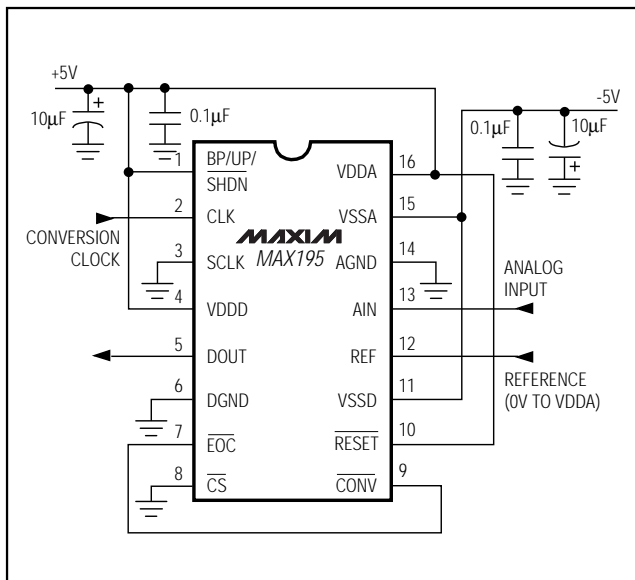 +5V
-5V
10µF
+
0.1µF
0.1µF
10µF
+
1
BP/UP/
SHDN
VDDA
16
2
CLK
VSSA
15
CONVERSION
CLOCK
MAXIM
MAX195
3
SCLK
AGND
14
ANALOG
INPUT
4
VDDD
AIN
13
5
DOUT
REF
12
REFERENCE
(0V TO VDDA)
6
DGND
VSSD
11
7
EOC
RESET
10
8
CS
CONV
9